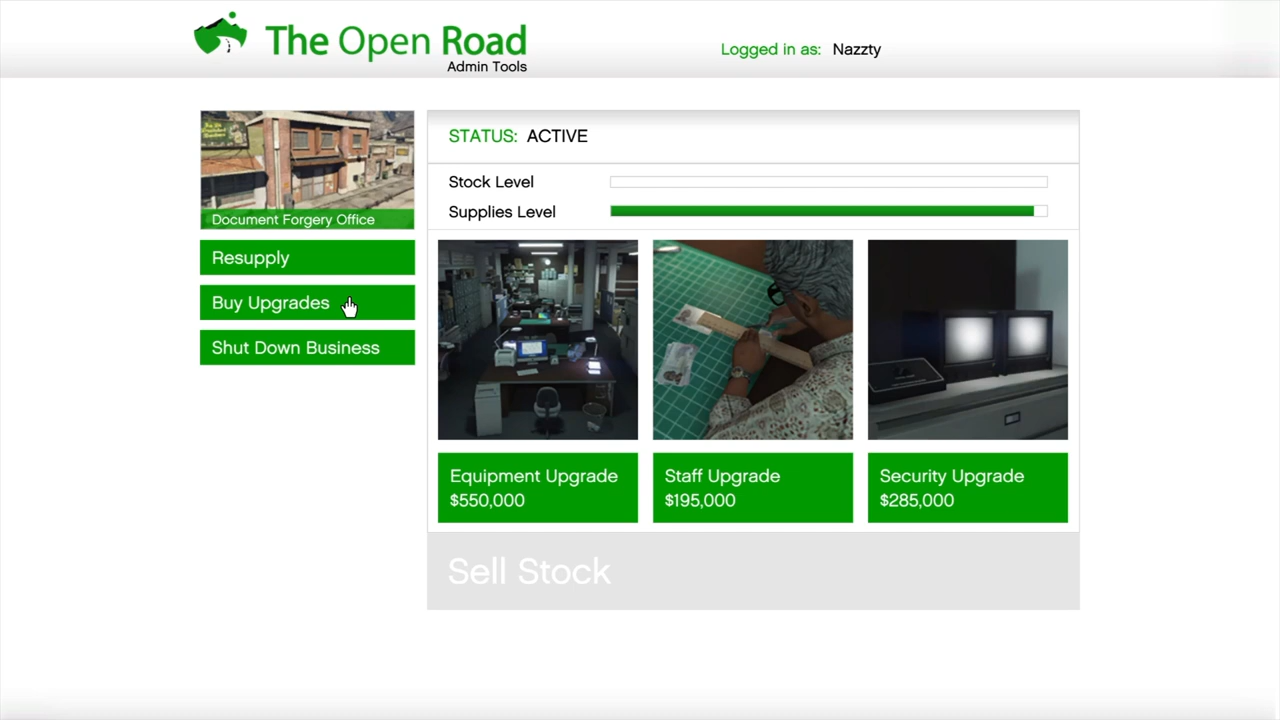 The Open Road
Admin Tools
Logged in as: Nazzty
Document Forgery Office
Resupply
Buy Upgrades
Shut Down Business
STATUS: ACTIVE
Stock Level
Supplies Level
Equipment Upgrade
$550,000
Staff Upgrade
$195,000
Security Upgrade
$285,000
Sell Stock